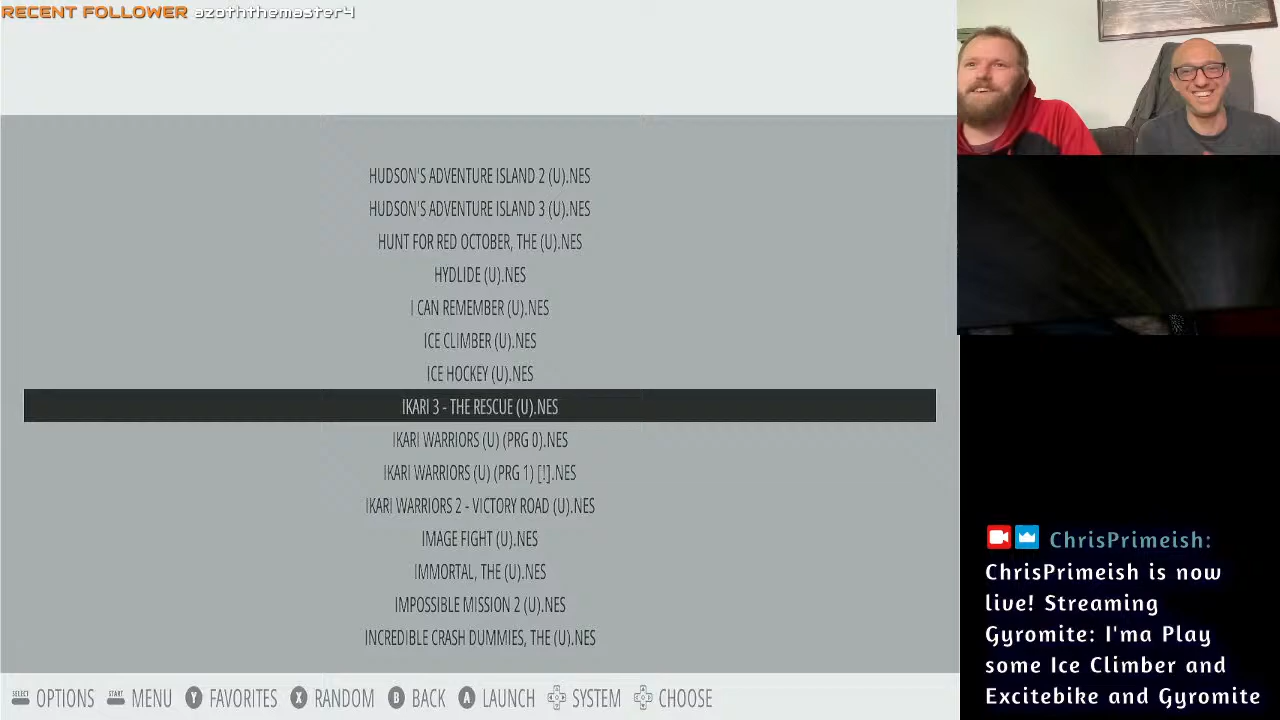 RECENT FOLLOWER azoththemaster4
HUDSON'S ADVENTURE ISLAND 2 (U).NES
HUDSON'S ADVENTURE ISLAND 3 (U).NES
HUNT FOR RED OCTOBER, THE (U).NES
HYDLIDE (U).NES
I CAN REMEMBER (U).NES
ICE CLIMBER (U).NES
ICE HOCKEY (U).NES
IKARI 3 - THE RESCUE (U).NES
IKARI WARRIORS (U) (PRG 0).NES
IKARI WARRIORS (U) (PRG 1) [!].NES
IKARI WARRIORS 2 - VICTORY ROAD (U).NES
IMAGE FIGHT (U).NES
IMMORTAL, THE (U).NES
IMPOSSIBLE MISSION 2 (U).NES
INCREDIBLE CRASH DUMMIES, THE (U).NES
SELECT OPTIONS START MENU Y FAVORITES X RANDOM B BACK A LAUNCH SYSTEM CHOOSE
ChrisPrimeish:
ChrisPrimeish is now
live! Streaming
Gyromite: I'ma Play
some Ice Climber and
Excitebike and Gyromite